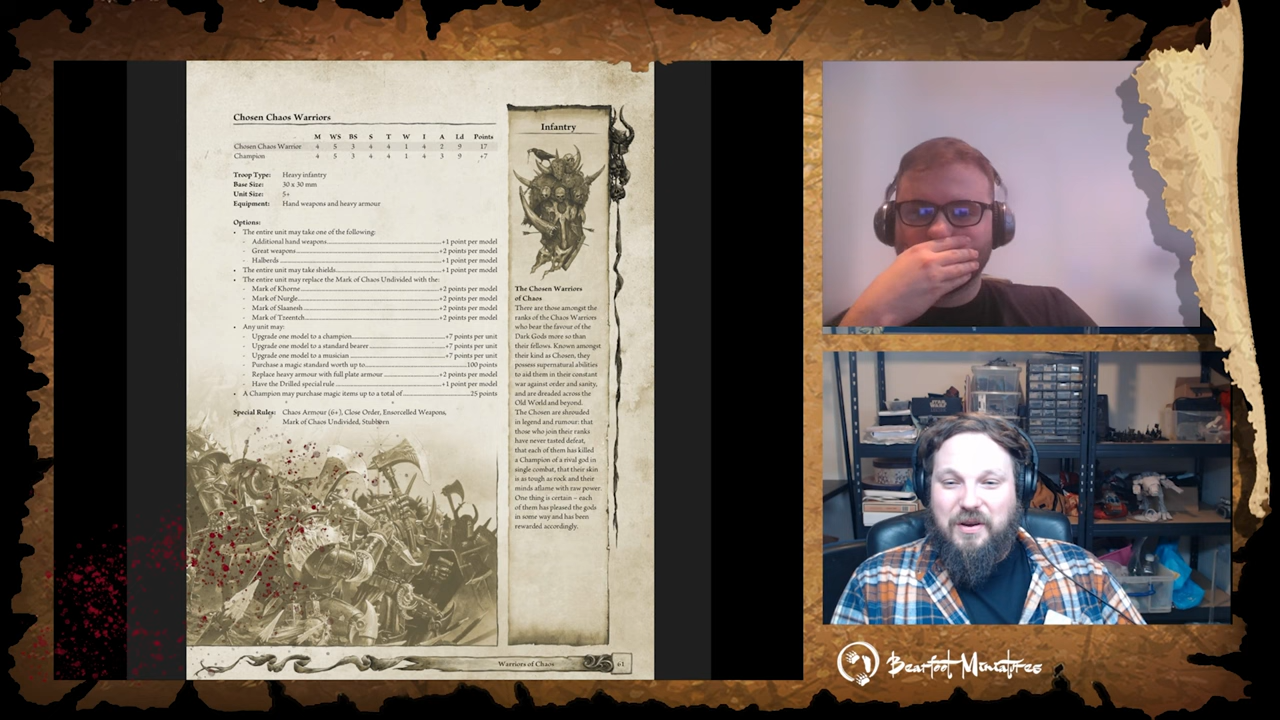 Chosen Chaos Warriors
M WS BS S T W I A Ld Points
Chosen Chaos Warrior 4 5 3 4 4 1 4 2 9 17
Champion 4 5 3 4 4 1 4 3 9 +7
Troop Type: Heavy infantry
Base Size: 30 x 30 mm
Unit Size: 5+
Equipment: Hand weapons and heavy armour
Options:
• The entire unit may take one of the following:
- Additional hand weapons +1 point per model
- Great weapons +2 points per model
- Halberds +1 point per model
• The entire unit may take shields +1 point per model
• The entire unit may replace the Mark of Chaos Undivided with the:
- Mark of Khorne +2 points per model
- Mark of Nurgle +2 points per model
- Mark of Slaanesh +2 points per model
- Mark of Tzeentch +2 points per model
• Any unit may:
- Upgrade one model to a champion +7 points per unit
- Upgrade one model to a standard bearer +7 points per unit
- Upgrade one model to a musician +7 points per unit
- Purchase a magic standard worth up to 100 points
- Replace heavy armour with full plate armour +2 points per model
- Have the Drilled special rule +1 point per model
• A Champion may purchase magic items up to a total of 25 points
Special Rules: Chaos Armour (6+), Close Order, Ensorcelled Weapons,
Mark of Chaos Undivided, Stubborn
Infantry
The Chosen Warriors
of Chaos
There are those amongst the
ranks of the Chaos Warriors
who bear the favour of the
Dark Gods more so than
their fellows. Known amongst
their kind as Chosen, they
possess supernatural abilities
to aid them in their constant
war against order and sanity,
and are dreaded across the
Old World and beyond.
The Chosen are shrouded
in legend and rumour: that
those who join their ranks
have never tasted defeat,
that each of them has killed
a Champion of a rival god in
single combat, that their skin
is as tough as rock and their
minds aflame with raw power.
One thing is certain – each
of them has pleased the gods
in some way and has been
rewarded accordingly.
Warriors of Chaos 61
STAR WARS
Bearfoot Miniatures